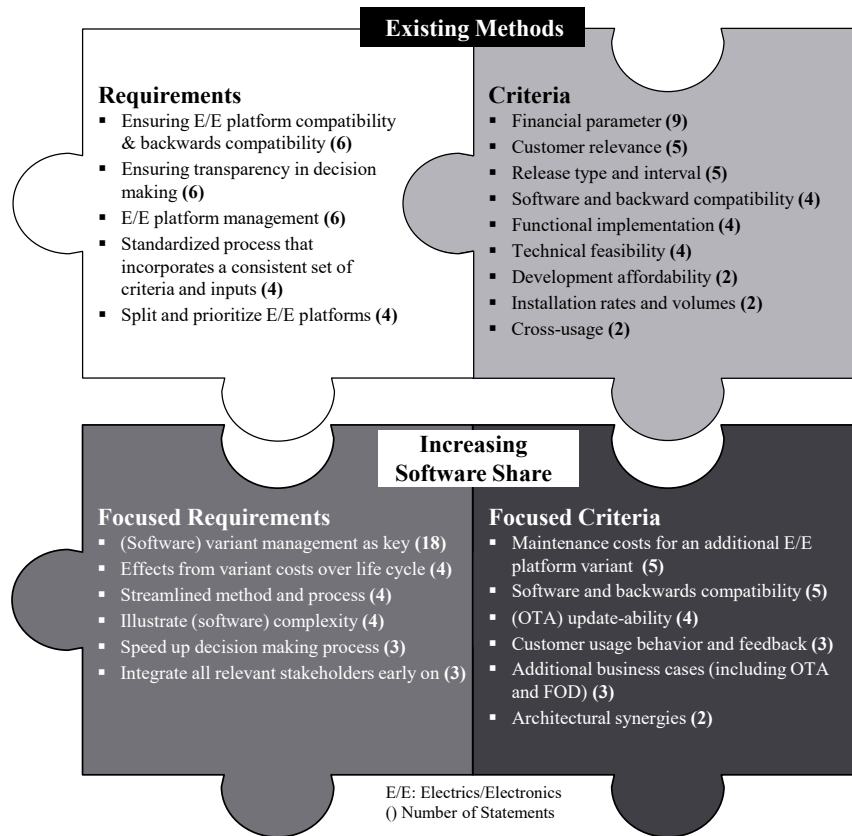 Existing Methods
Requirements
▪ Ensuring E/E platform compatibility
& backwards compatibility (6)
▪ Ensuring transparency in decision
making (6)
▪ E/E platform management (6)
▪ Standardized process that
incorporates a consistent set of
criteria and inputs (4)
▪ Split and prioritize E/E platforms (4)
Criteria
▪ Financial parameter (9)
▪ Customer relevance (5)
▪ Release type and interval (5)
▪ Software and backward compatibility (4)
▪ Functional implementation (4)
▪ Technical feasibility (4)
▪ Development affordability (2)
▪ Installation rates and volumes (2)
▪ Cross-usage (2)
Increasing
Software Share
Focused Requirements
▪ (Software) variant management as key (18)
▪ Effects from variant costs over life cycle (4)
▪ Streamlined method and process (4)
▪ Illustrate (software) complexity (4)
▪ Speed up decision making process (3)
▪ Integrate all relevant stakeholders early on (3)
Focused Criteria
▪ Maintenance costs for an additional E/E
platform variant (5)
▪ Software and backwards compatibility (5)
▪ (OTA) update-ability (4)
▪ Customer usage behavior and feedback (3)
▪ Additional business cases (including OTA
and FOD) (3)
▪ Architectural synergies (2)
E/E: Electrics/Electronics
() Number of Statements